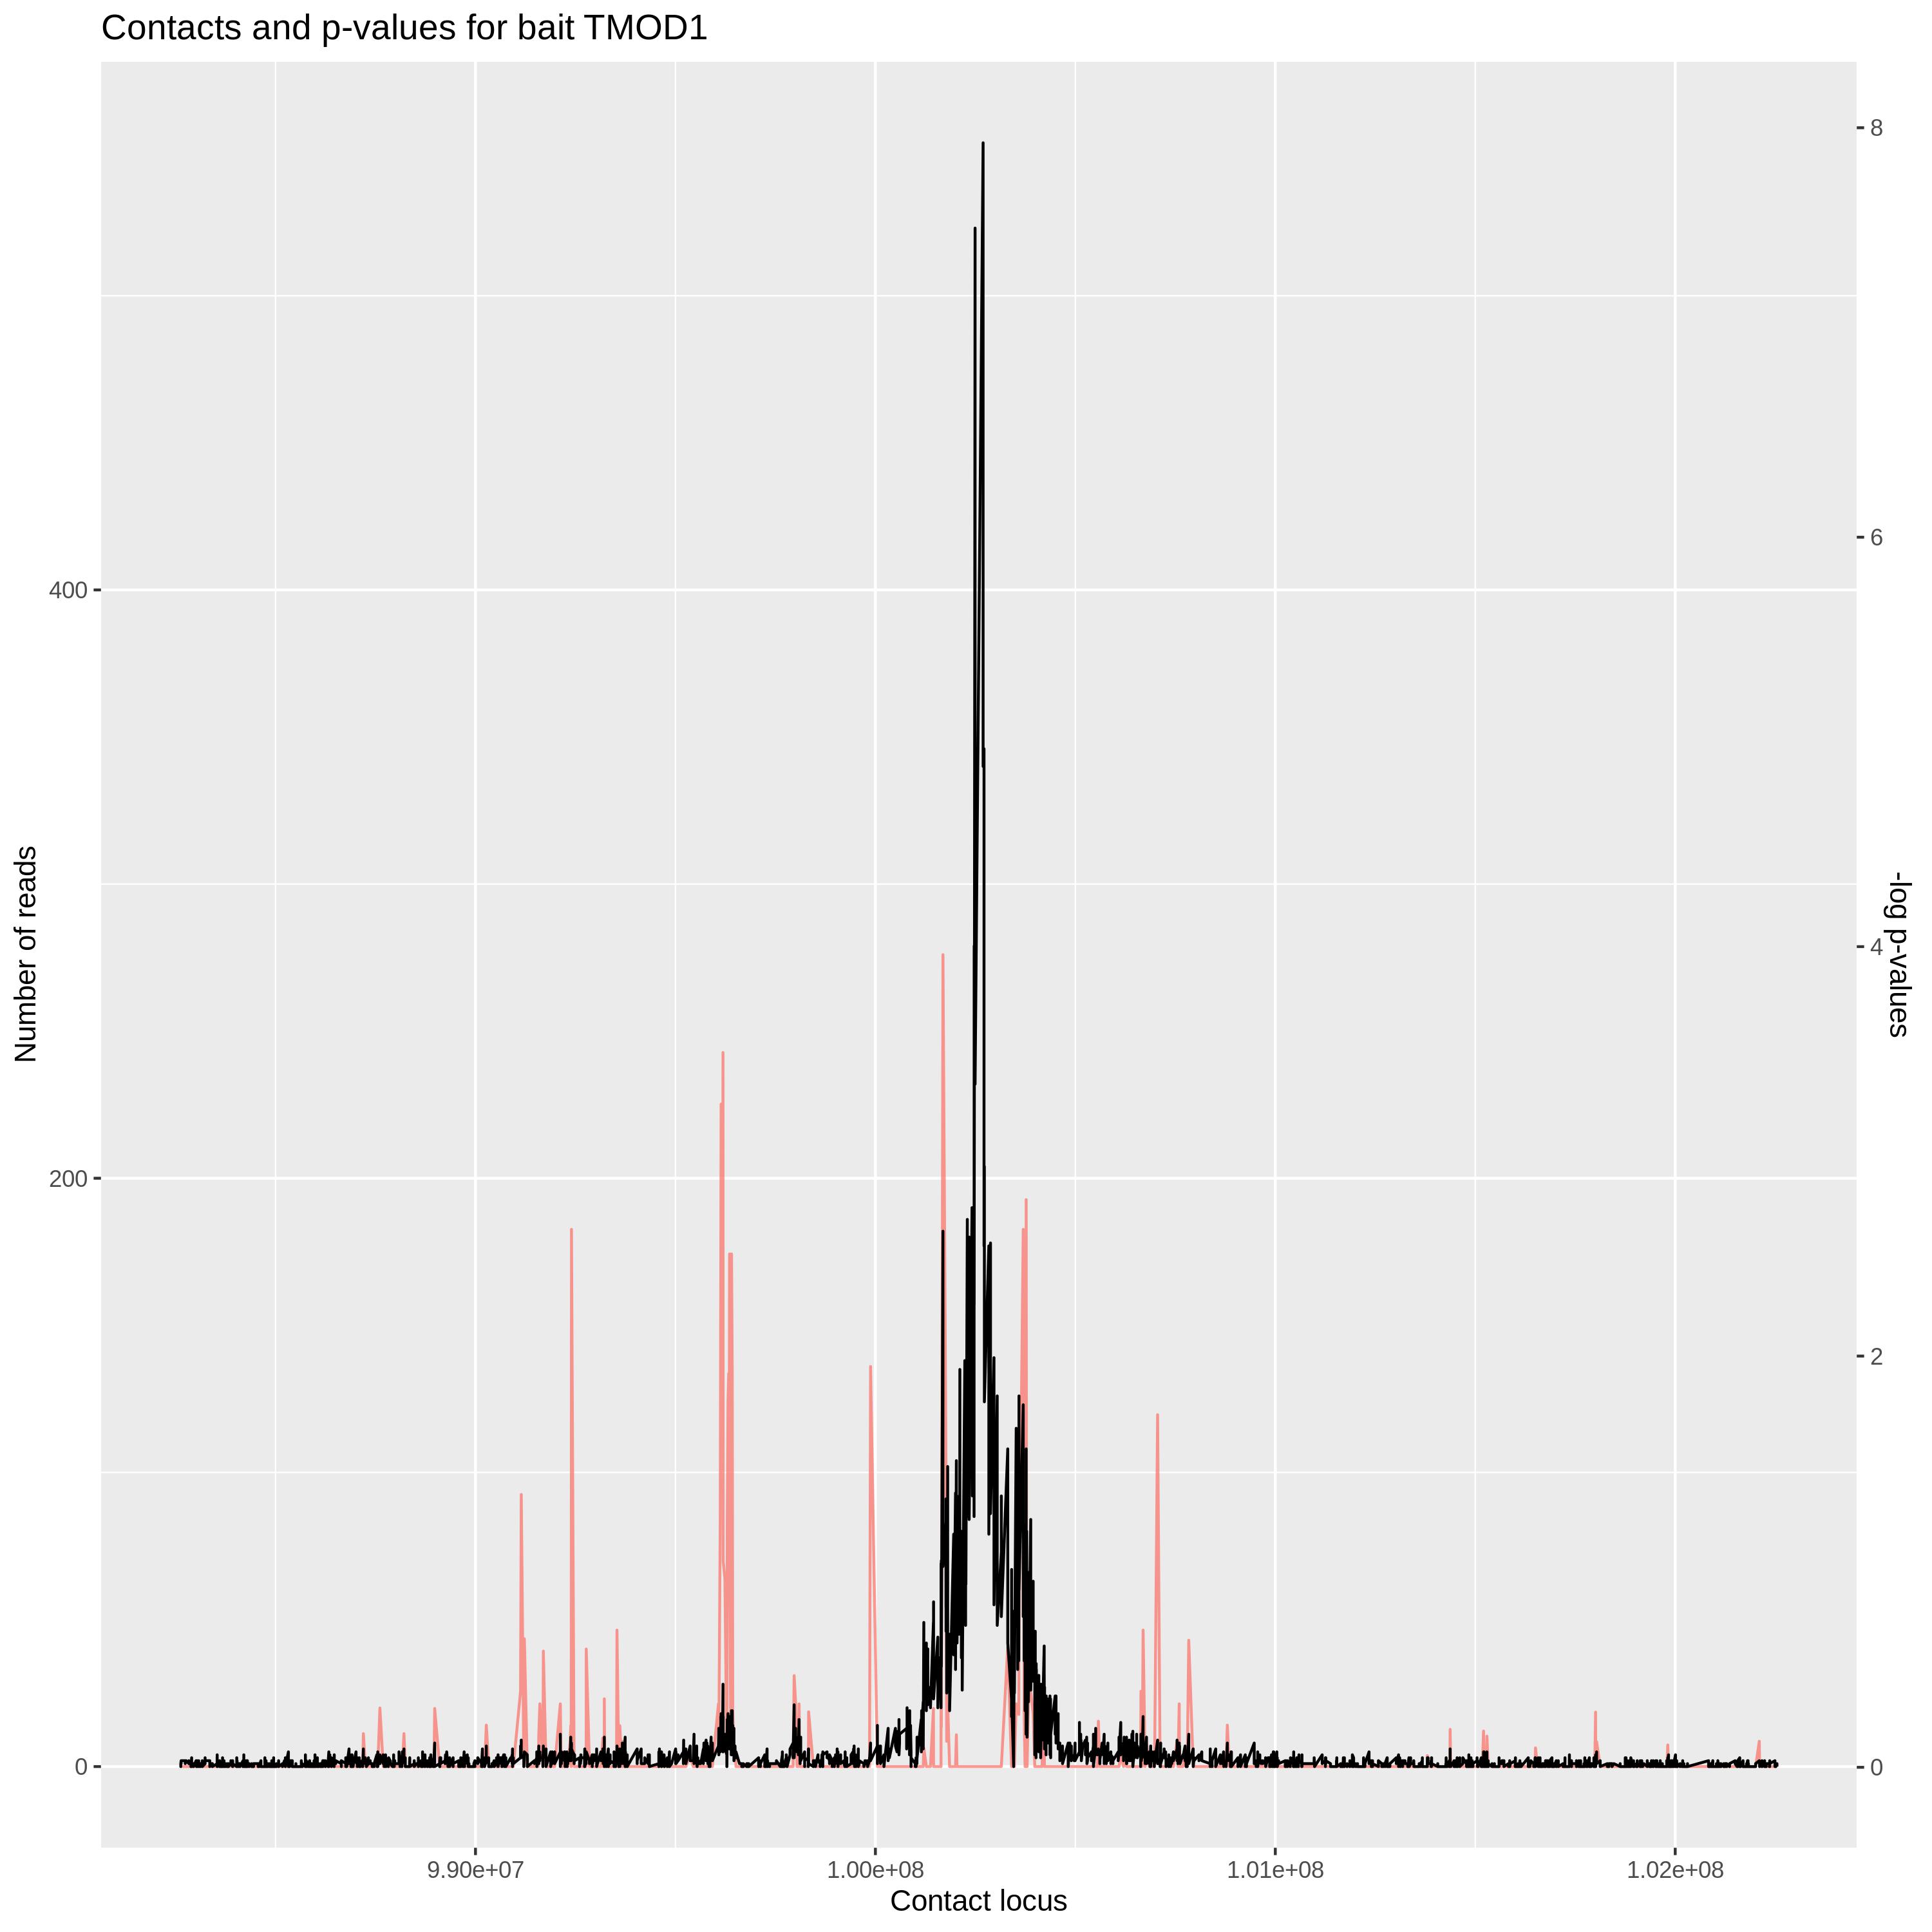 Contacts and p-values for bait TMOD1
Number of reads
400
200
0
8
6
4
2
0
-log p-values
9.90e+07
1.00e+08
1.01e+08
1.02e+08
Contact locus